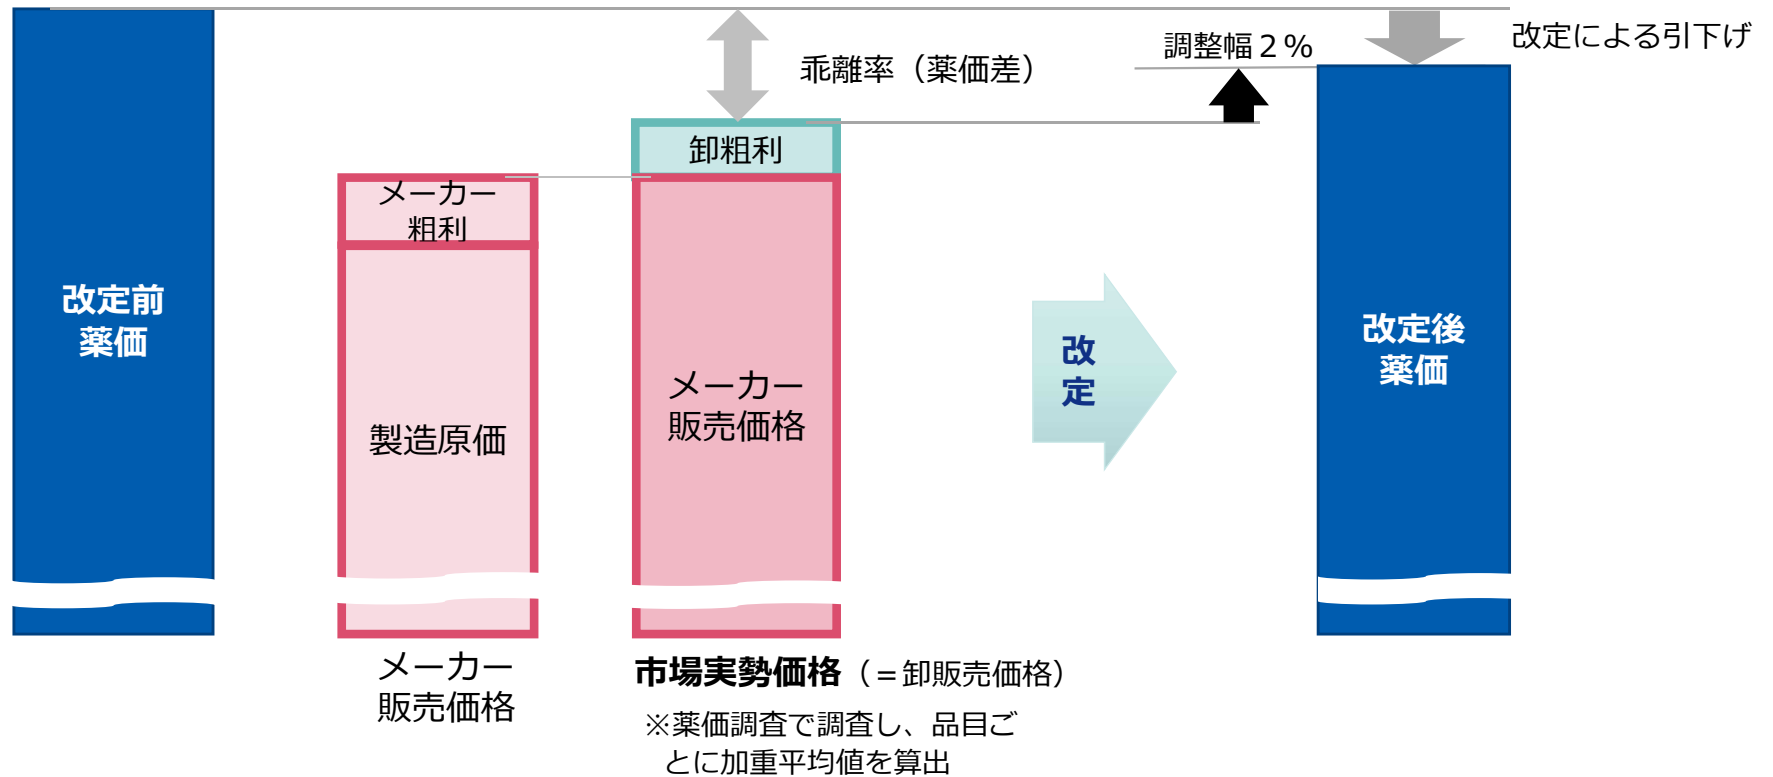 改定前
薬価
メーカー
粗利
製造原価
メーカー
販売価格
乖離率（薬価差）
卸粗利
メーカー
販売価格
市場実勢価格（＝卸販売価格）
※薬価調査で調査し、品目ご
とに加重平均値を算出
改
定
調整幅２%
改定による引下げ
改定後
薬価